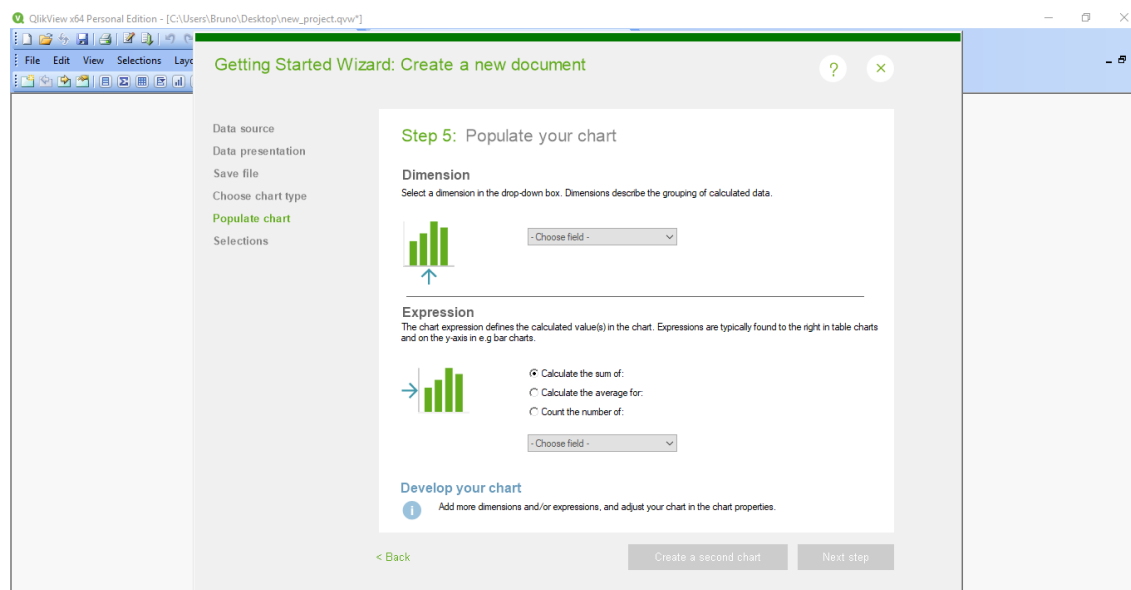 QlikView x64 Personal Edition - [C:\Users\Bruno\Desktop\new_project.qvw*]
File Edit View Selections Layo
Getting Started Wizard: Create a new document
?
Data source
Data presentation
Save file
Choose chart type
Populate chart
Selections
Step 5: Populate your chart
Dimension
Select a dimension in the drop-down box. Dimensions describe the grouping of calculated data.
- Choose field -
Expression
The chart expression defines the calculated value(s) in the chart. Expressions are typically found to the right in table charts
and on the y-axis in e.g bar charts.
Calculate the sum of:
Calculate the average for:
Count the number of:
- Choose field -
Develop your chart
i
Add more dimensions and/or expressions, and adjust your chart in the chart properties.
< Back
Create a second chart
Next step